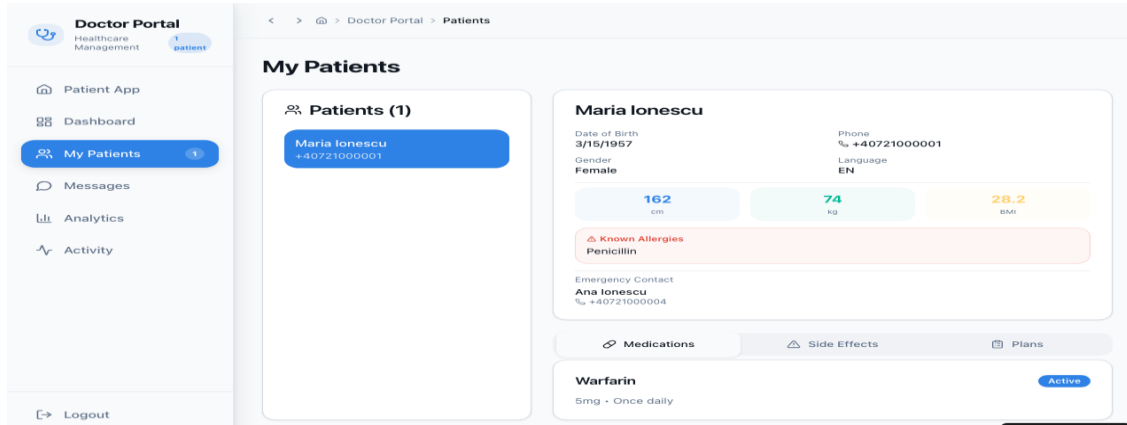 Doctor Portal
Healthcare Management
1 patient
Patient App
Dashboard
My Patients 1
Messages
Analytics
Activity
Logout
< > > Doctor Portal > Patients
My Patients
Patients (1)
Maria Ionescu
+40721000001
Maria Ionescu
Date of Birth
3/15/1957
Phone
+40721000001
Gender
Female
Language
EN
162
cm
74
kg
28.2
BMI
Known Allergies
Penicillin
Emergency Contact
Ana Ionescu
+40721000004
Medications
Side Effects
Plans
Warfarin
Active
5mg • Once daily